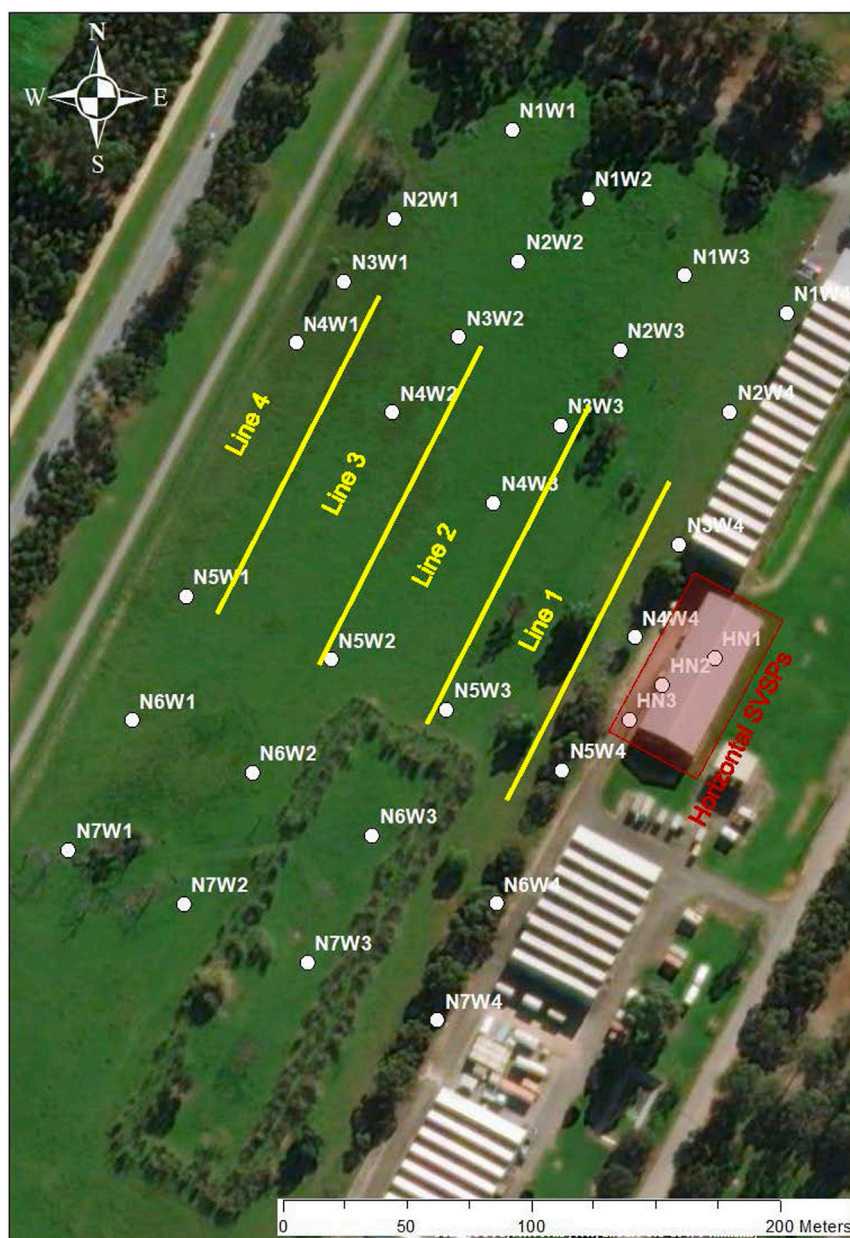 N
W E
S
N1W1
N1W2
N2W1
N2W2
N1W3
N3W1
N1W4
N4W1
N3W2
N2W3
N4W2
N2W4
N3W3
Line 4
Line 3
N4W3
Line 2
N3W4
N5W1
Line 1
N4W4
HN1
N5W2
HN2
N5W3
HN3
N6W1
Horizontal SVSPs
N6W2
N5W4
N6W3
N7W1
N7W2
N6W4
N7W3
N7W4
0 50 100 200 Meters